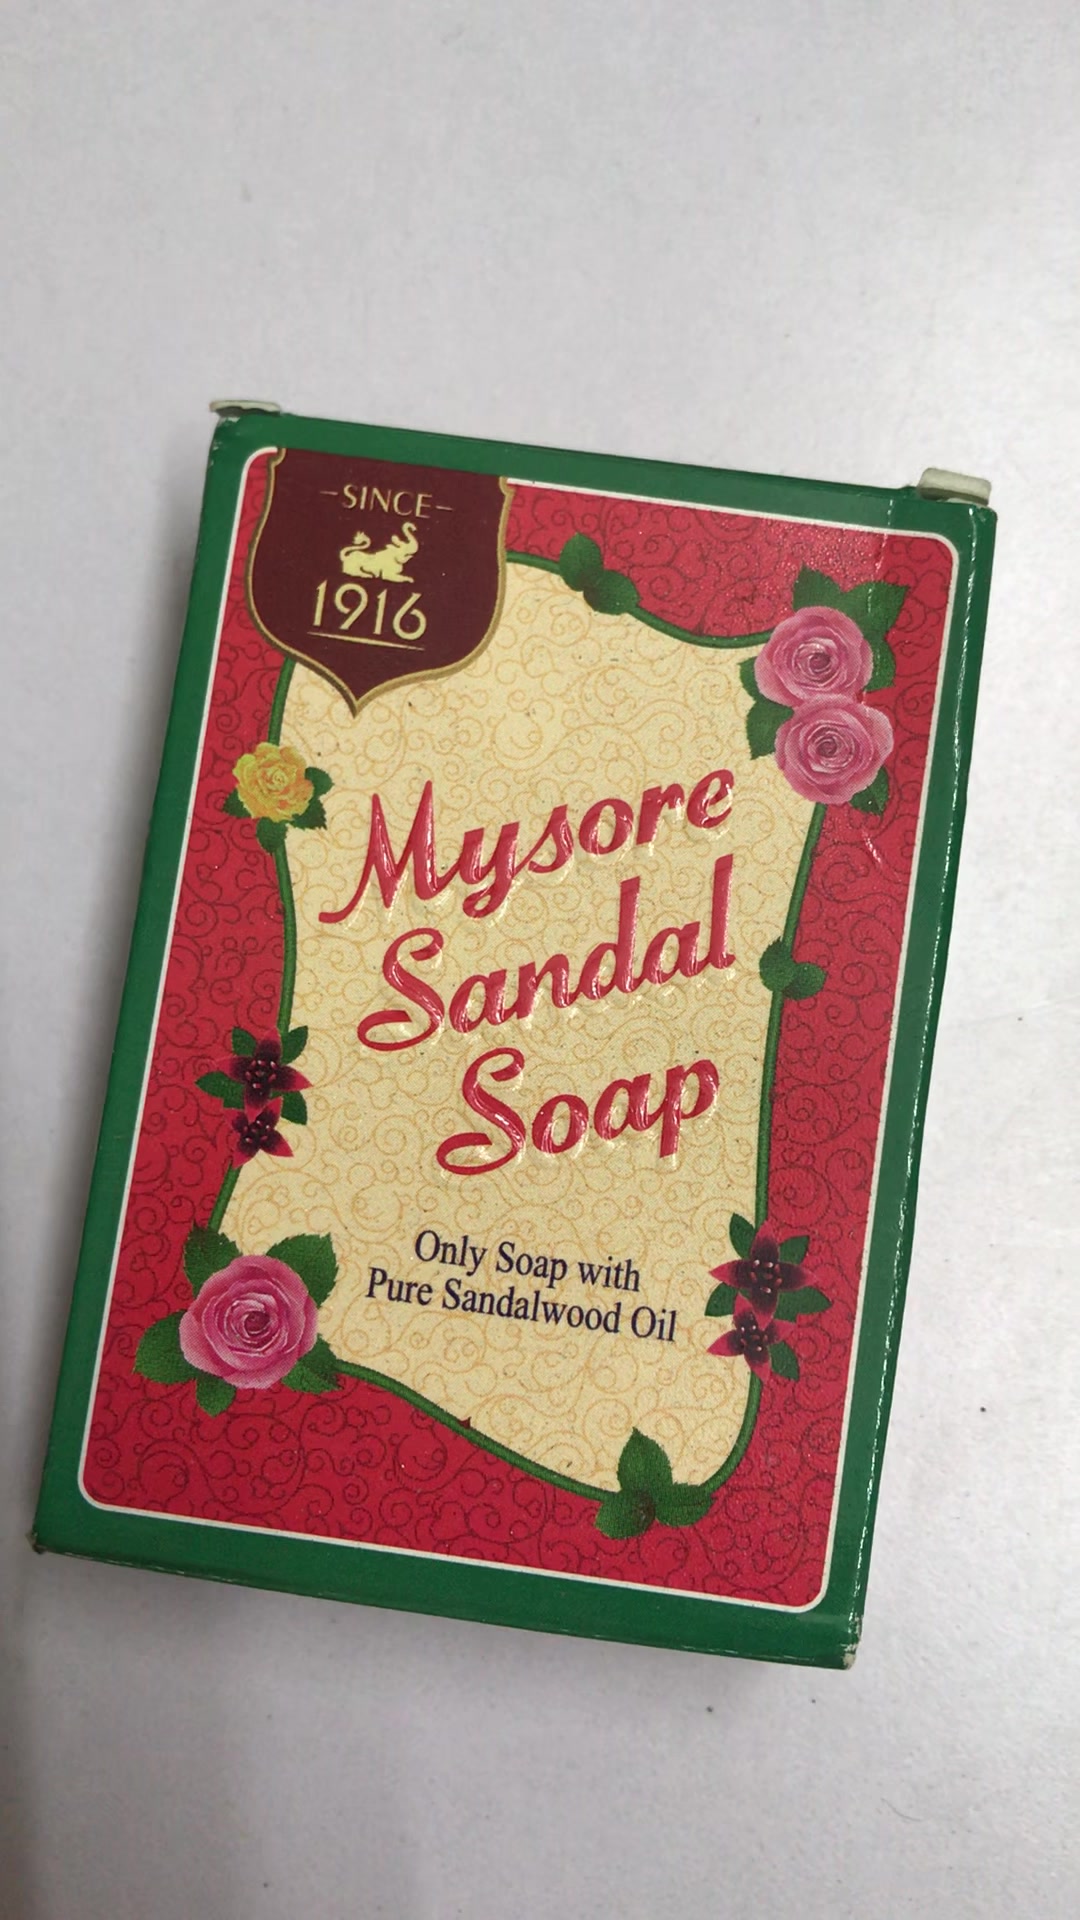 -SINCE-
1916
Mysore
Sandal
Soap
Only Soap with
Pure Sandalwood Oil